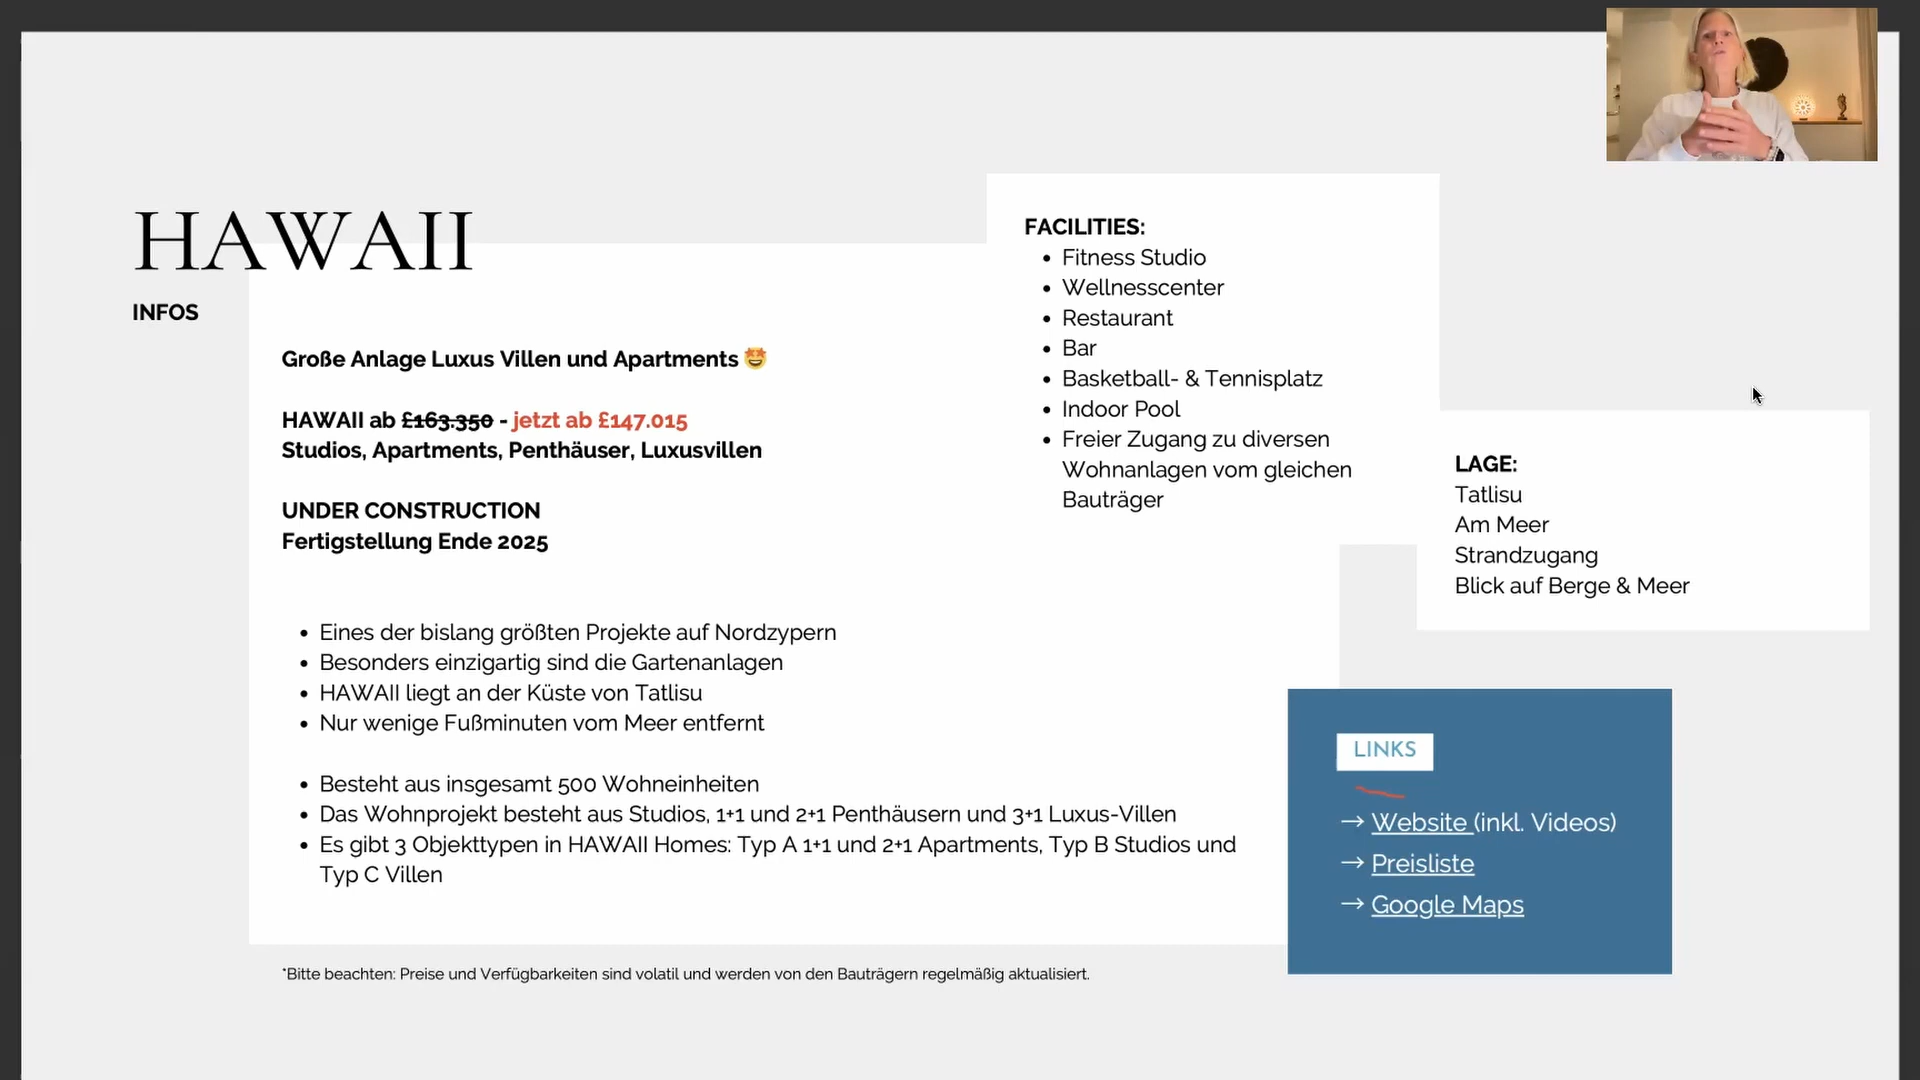 HAWAII
INFOS
Große Anlage Luxus Villen und Apartments 🤩
HAWAII ab £163.350 - jetzt ab £147.015
Studios, Apartments, Penthäuser, Luxusvillen
UNDER CONSTRUCTION
Fertigstellung Ende 2025
• Eines der bislang größten Projekte auf Nordzypern
• Besonders einzigartig sind die Gartenanlagen
• HAWAII liegt an der Küste von Tatlisu
• Nur wenige Fußminuten vom Meer entfernt
• Besteht aus insgesamt 500 Wohneinheiten
• Das Wohnprojekt besteht aus Studios, 1+1 und 2+1 Penthäusern und 3+1 Luxus-Villen
• Es gibt 3 Objekttypen in HAWAII Homes: Typ A 1+1 und 2+1 Apartments, Typ B Studios und
Typ C Villen
*Bitte beachten: Preise und Verfügbarkeiten sind volatil und werden von den Bauträgern regelmäßig aktualisiert.
FACILITIES:
• Fitness Studio
• Wellnesscenter
• Restaurant
• Bar
• Basketball- & Tennisplatz
• Indoor Pool
• Freier Zugang zu diversen
Wohnanlagen vom gleichen
Bauträger
LAGE:
Tatlisu
Am Meer
Strandzugang
Blick auf Berge & Meer
LINKS
→ Website (inkl. Videos)
→ Preisliste
→ Google Maps